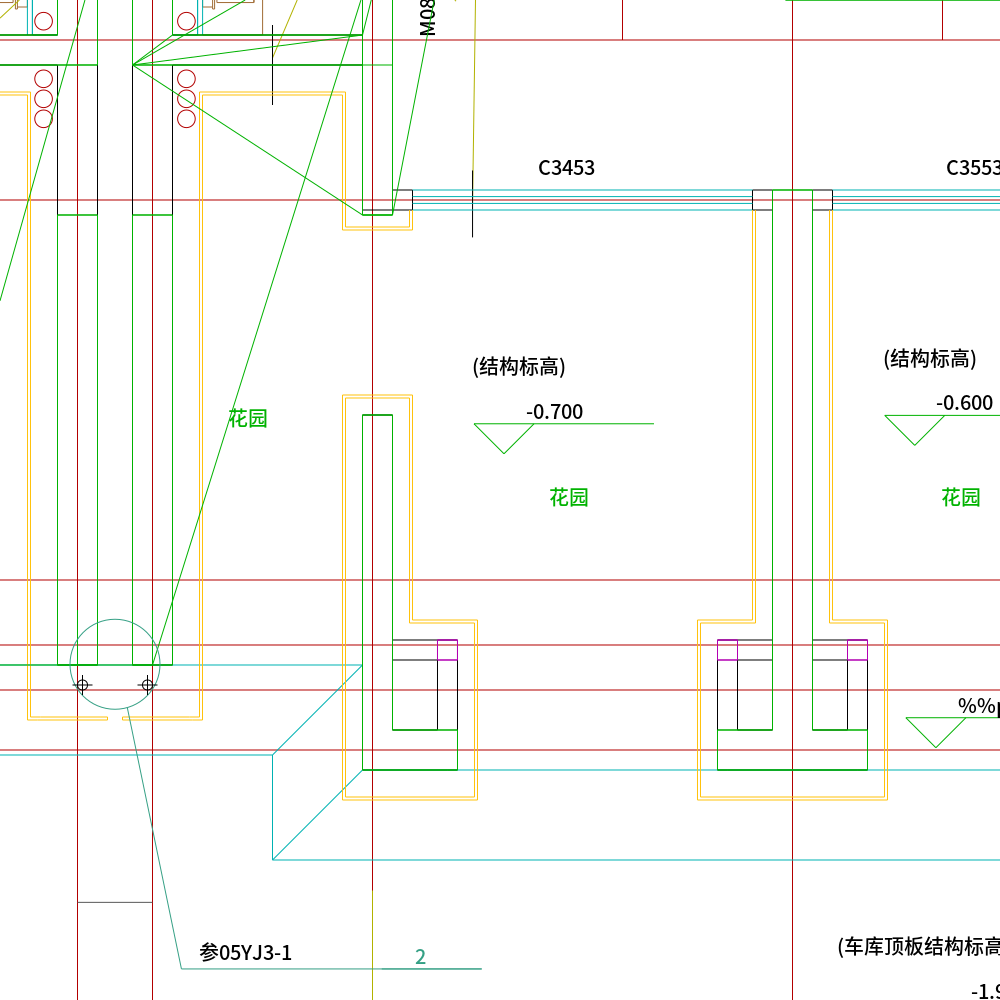 M08
C3453
C3553
(结构标高)
-0.700
花园
花园
(结构标高)
-0.600
花园
%%p
参05YJ3-1
2
(车库顶板结构标高
-1.9